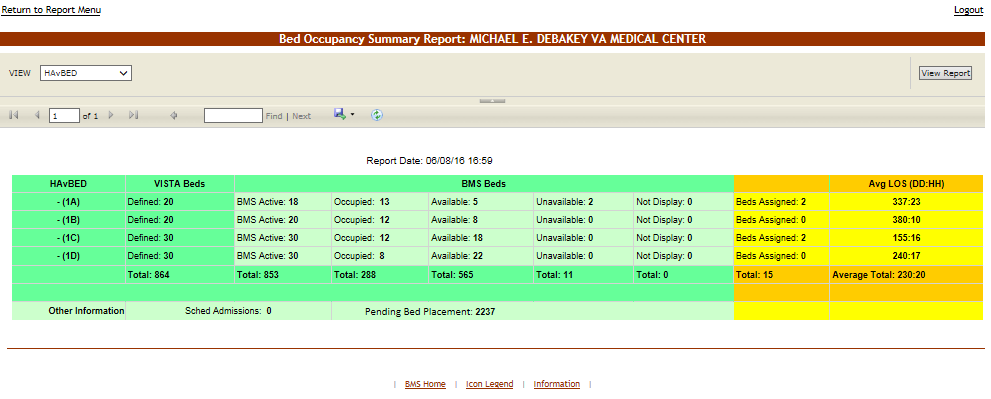 Return to Report Menu Logout
Bed Occupancy Summary Report: MICHAEL E. DEBAKEY VA MEDICAL CENTER
VIEW HAvBED View Report
1 of 1 Find | Next
Report Date: 06/08/16 16:59
HAvBED VISTA Beds BMS Beds Avg LOS (DD:HH)
- (1A) Defined: 20 BMS Active: 18 Occupied: 13 Available: 5 Unavailable: 2 Not Display: 0 Beds Assigned: 2 337:23
- (1B) Defined: 20 BMS Active: 20 Occupied: 12 Available: 8 Unavailable: 0 Not Display: 0 Beds Assigned: 0 380:10
- (1C) Defined: 30 BMS Active: 30 Occupied: 12 Available: 18 Unavailable: 0 Not Display: 0 Beds Assigned: 2 155:16
- (1D) Defined: 30 BMS Active: 30 Occupied: 8 Available: 22 Unavailable: 0 Not Display: 0 Beds Assigned: 0 240:17
Total: 864 Total: 853 Total: 288 Total: 565 Total: 11 Total: 0 Total: 15 Average Total: 230:20
Other Information Sched Admissions: 0 Pending Bed Placement: 2237
| BMS Home | Icon Legend | Information |